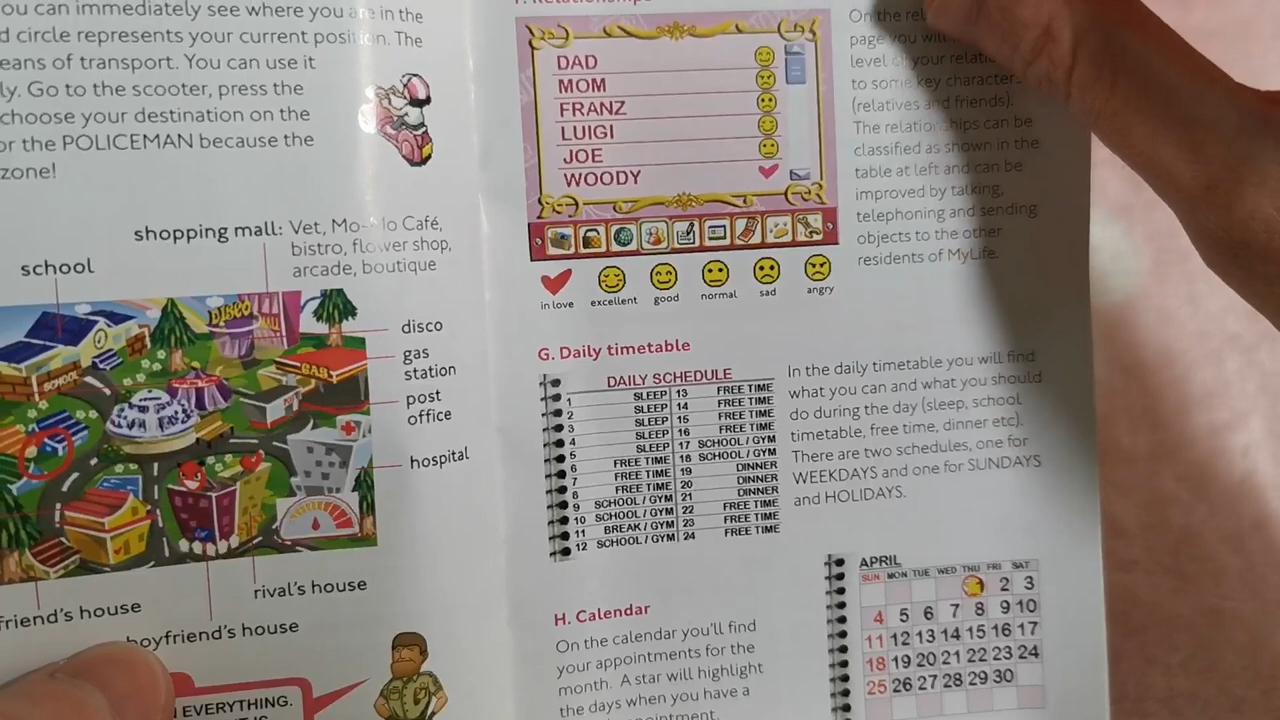 ou can immediately see where you are in the
d circle represents your current position. The
eans of transport. You can use it
ly. Go to the scooter, press the
choose your destination on the
or the POLICEMAN because the
zone!
shopping mall: Vet, Mo-Mo Café,
bistro, flower shop,
arcade, boutique
school
DISCO
MALL
SCHOOL
GAS
disco
gas
station
post
office
hospital
rival's house
friend's house
boyfriend's house
EVERYTHING.
Relationships
DAD
MOM
FRANZ
LUIGI
JOE
WOODY
in love excellent good normal sad angry
On the rel
page you will
level of your relatio
to some key character
(relatives and friends).
The relationships can be
classified as shown in the
table at left and can be
improved by talking,
telephoning and sending
objects to the other
residents of MyLife.
G. Daily timetable
DAILY SCHEDULE
1 SLEEP 13 FREE TIME
2 SLEEP 14 FREE TIME
3 SLEEP 15 FREE TIME
4 SLEEP 16 FREE TIME
5 SLEEP 17 SCHOOL / GYM
6 FREE TIME 18 SCHOOL / GYM
7 FREE TIME 19 DINNER
8 FREE TIME 20 DINNER
9 SCHOOL / GYM 21 DINNER
10 SCHOOL / GYM 22 FREE TIME
11 BREAK / GYM 23 FREE TIME
12 SCHOOL / GYM 24 FREE TIME
In the daily timetable you will find
what you can and what you should
do during the day (sleep, school
timetable, free time, dinner etc).
There are two schedules, one for
WEEKDAYS and one for SUNDAYS
and HOLIDAYS.
H. Calendar
On the calendar you'll find
your appointments for the
month. A star will highlight
the days when you have a
APRIL
SUN MON TUE WED THU FRI SAT
2 3
4 5 6 7 8 9 10
11 12 13 14 15 16 17
18 19 20 21 22 23 24
25 26 27 28 29 30